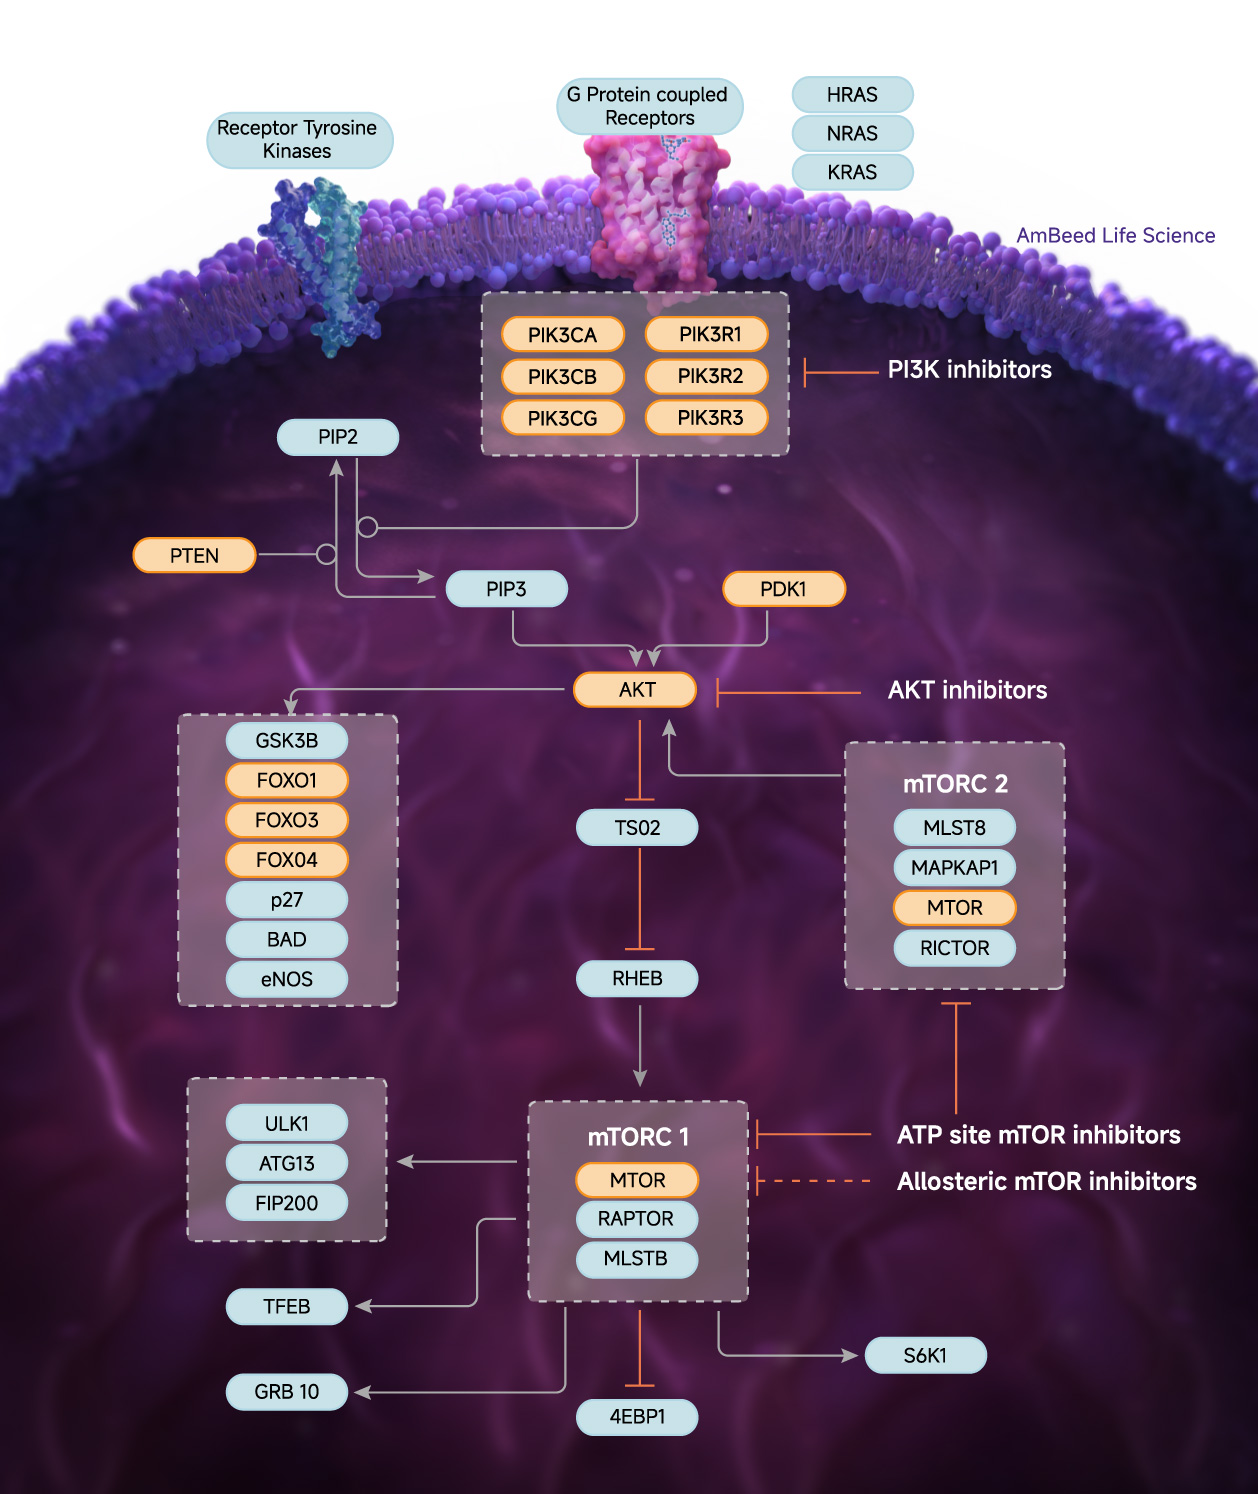 G Protein coupled
Receptors
HRAS
NRAS
KRAS
Receptor Tyrosine
Kinases
AmBeed Life Science
PIK3CA
PIK3R1
PIK3CB
PIK3R2
PIK3CG
PIK3R3
PI3K inhibitors
PIP2
PTEN
PIP3
PDK1
AKT
AKT inhibitors
GSK3B
FOXO1
FOXO3
FOX04
p27
BAD
eNOS
TS02
RHEB
mTORC 2
MLST8
MAPKAP1
MTOR
RICTOR
ULK1
ATG13
FIP200
mTORC 1
MTOR
RAPTOR
MLSTB
ATP site mTOR inhibitors
Allosteric mTOR inhibitors
TFEB
GRB 10
4EBP1
S6K1